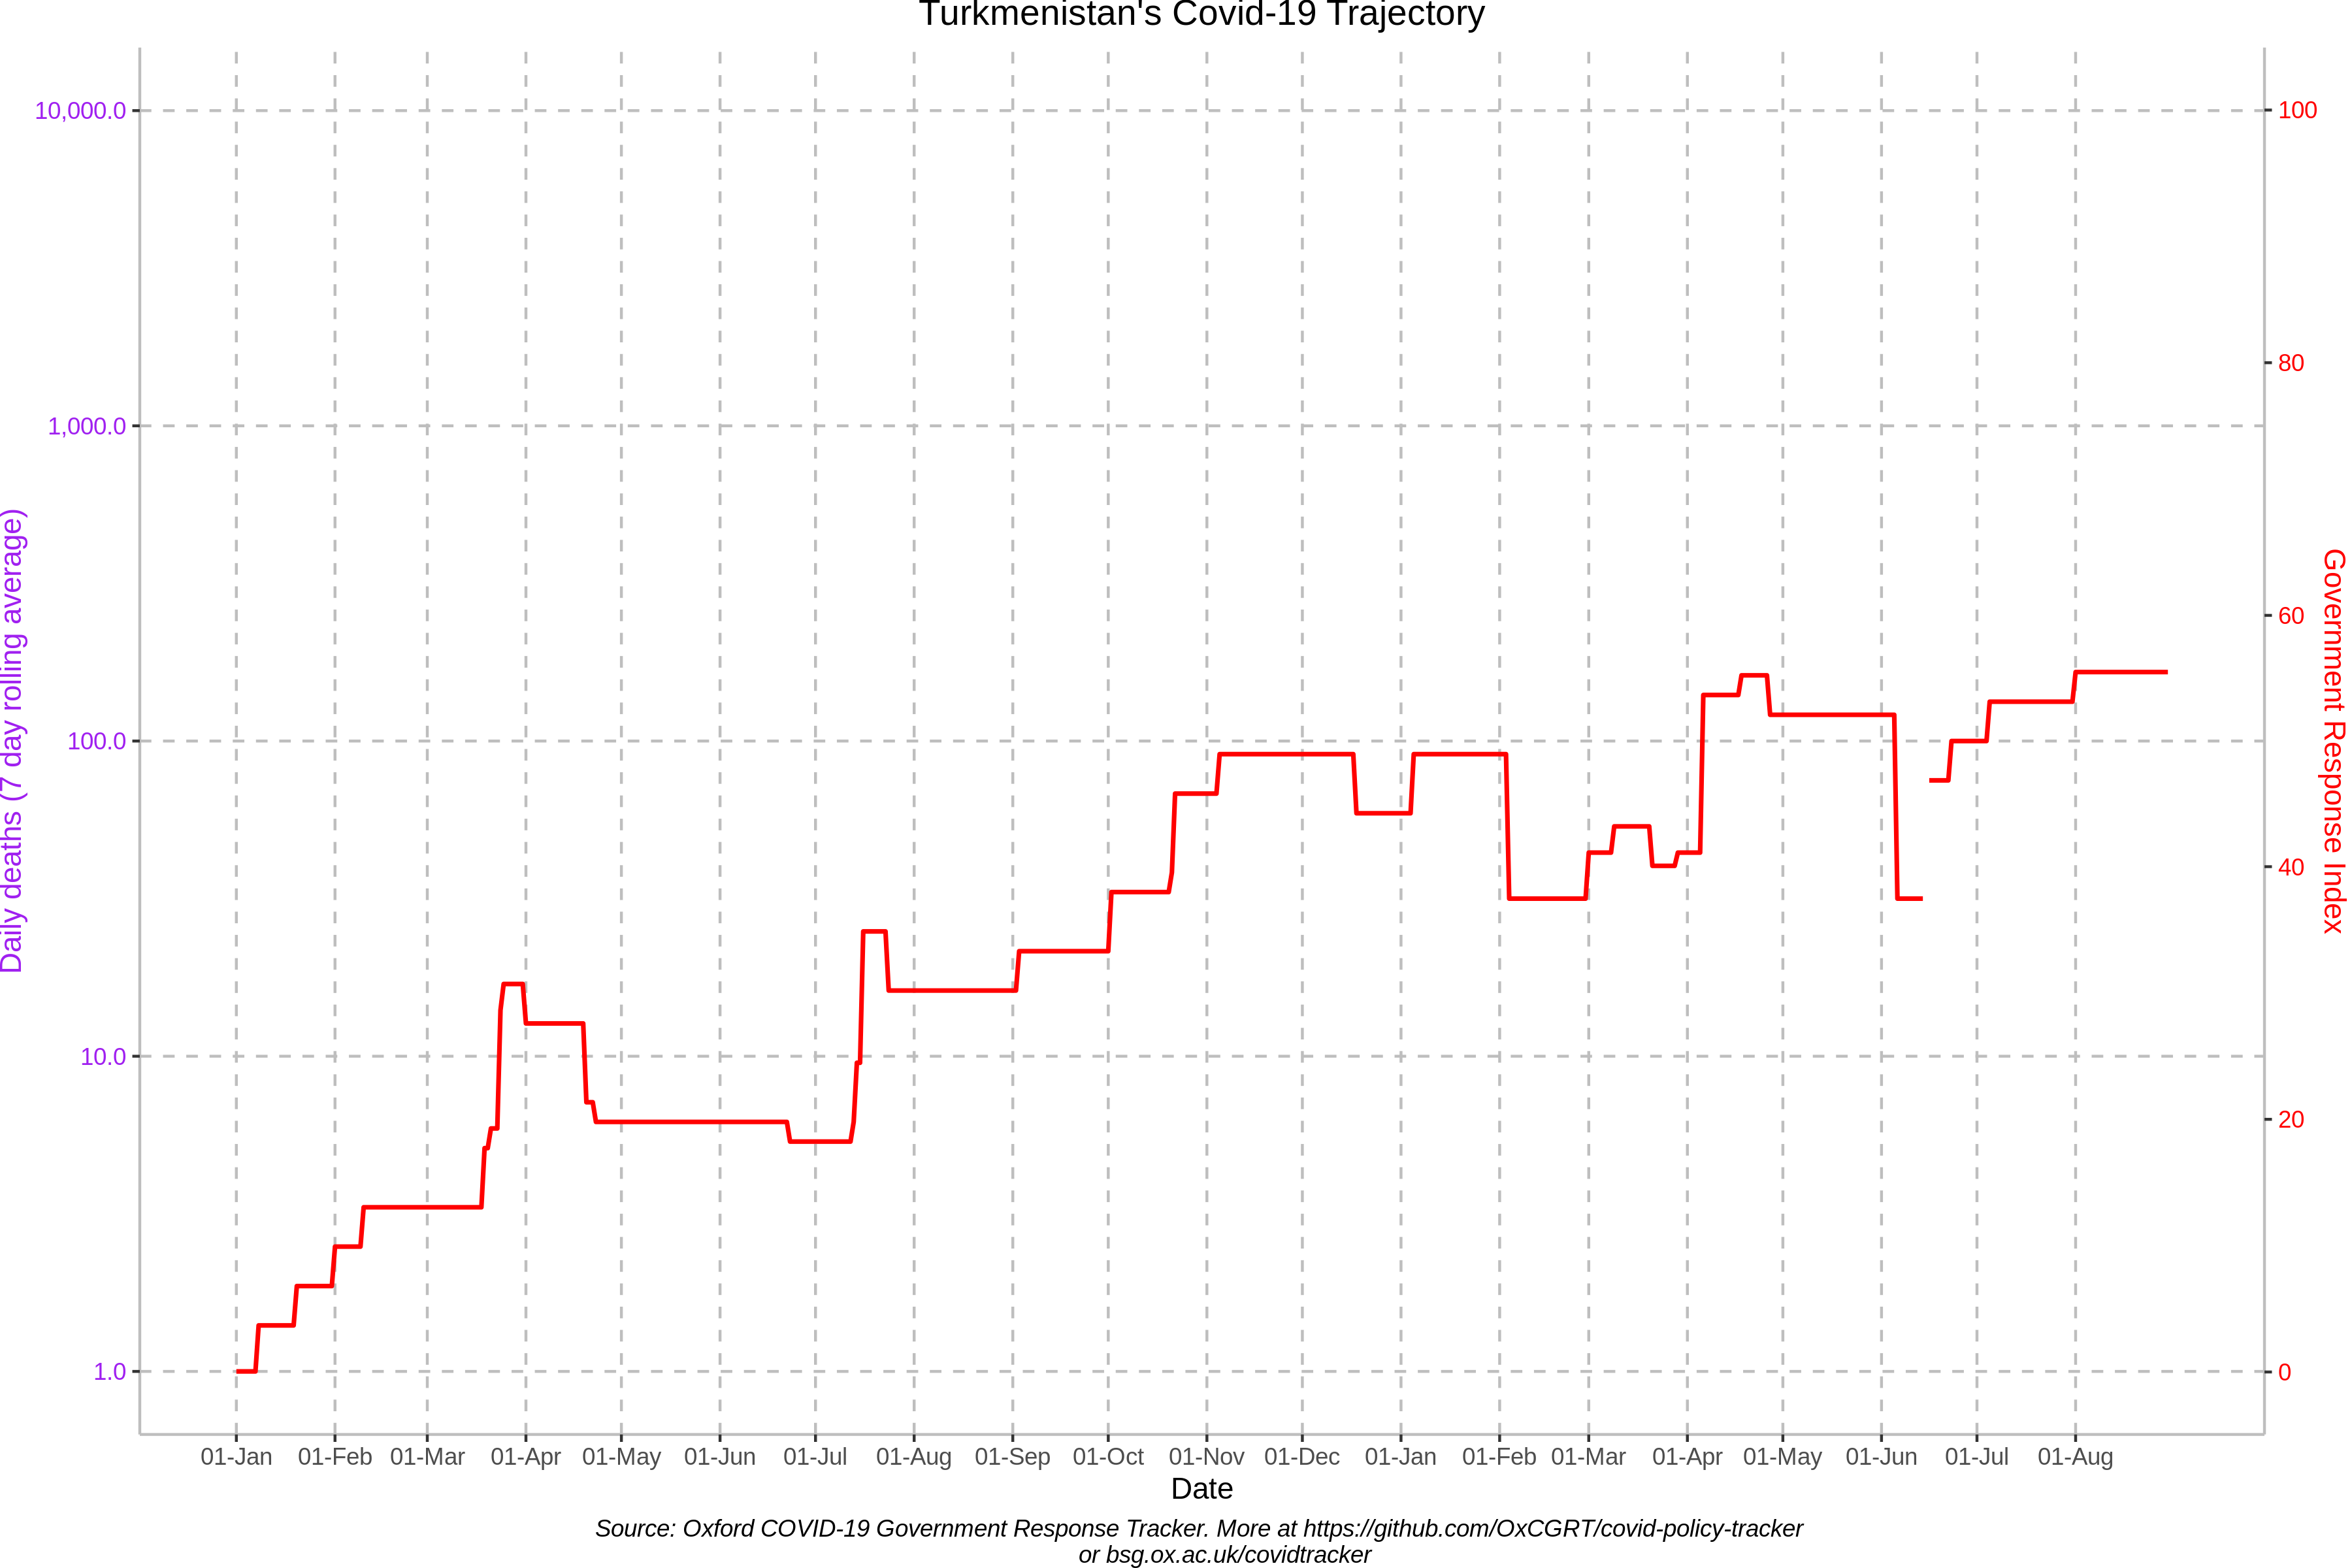 Turkmenistan's Covid-19 Trajectory
Daily deaths (7 day rolling average)
10,000.0
1,000.0
100.0
10.0
1.0
100
80
60
40
20
0
Government Response Index
01-Jan 01-Feb 01-Mar 01-Apr 01-May 01-Jun 01-Jul 01-Aug 01-Sep 01-Oct 01-Nov 01-Dec 01-Jan 01-Feb 01-Mar 01-Apr 01-May 01-Jun 01-Jul 01-Aug
Date
Source: Oxford COVID-19 Government Response Tracker. More at https://github.com/OxCGRT/covid-policy-tracker
or bsg.ox.ac.uk/covidtracker